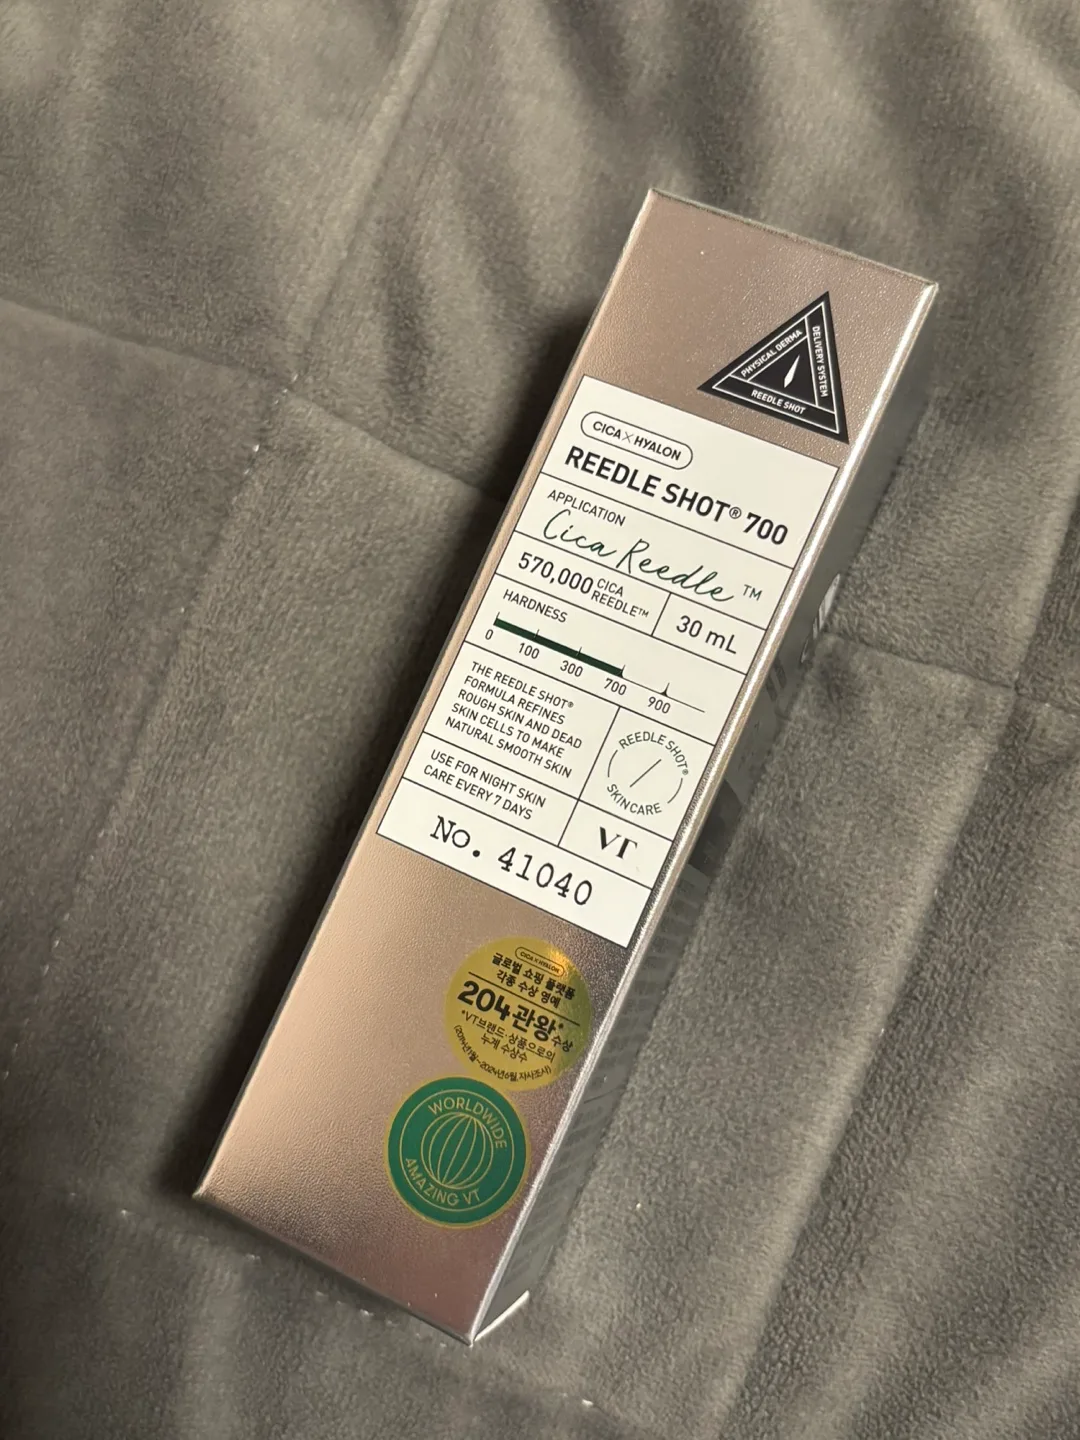 PHYSICAL DERMA
DELIVERY SYSTEM
REEDLE SHOT
CICA×HYALON
REEDLE SHOT® 700
APPLICATION
Cica Reedle™
570,000 CICA REEDLE™
30 mL
HARDNESS
0 100 300 700 900
THE REEDLE SHOT®
FORMULA REFINES
ROUGH SKIN AND DEAD
SKIN CELLS TO MAKE
NATURAL SMOOTH SKIN
REEDLE SHOT®
SKINCARE
USE FOR NIGHT SKIN
CARE EVERY 7 DAYS
VT
No. 41040
CICA×HYALON
글로벌 쇼핑 플랫폼
각종 수상 영예
204관왕*수상
*VT브랜드·상품으로의
누계 수상수
WORLDWIDE
AMAZING VT